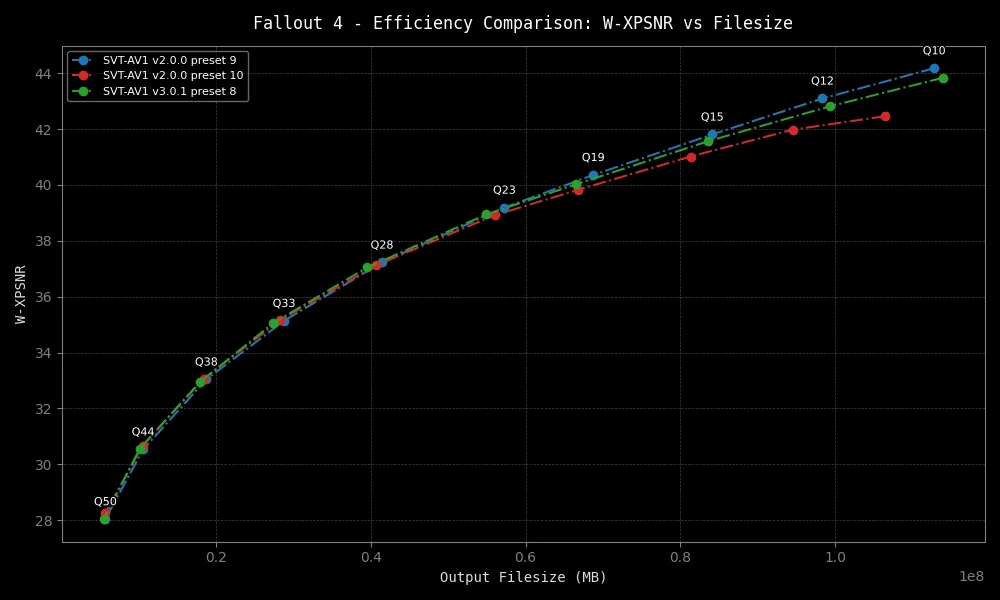 Fallout 4 - Efficiency Comparison: W-XPSNR vs Filesize
SVT-AV1 v2.0.0 preset 9
SVT-AV1 v2.0.0 preset 10
SVT-AV1 v3.0.1 preset 8
Q10
Q12
Q15
Q19
Q23
Q28
Q33
Q38
Q44
Q50
W-XPSNR
44
42
40
38
36
34
32
30
28
0.2 0.4 0.6 0.8 1.0
1e8
Output Filesize (MB)